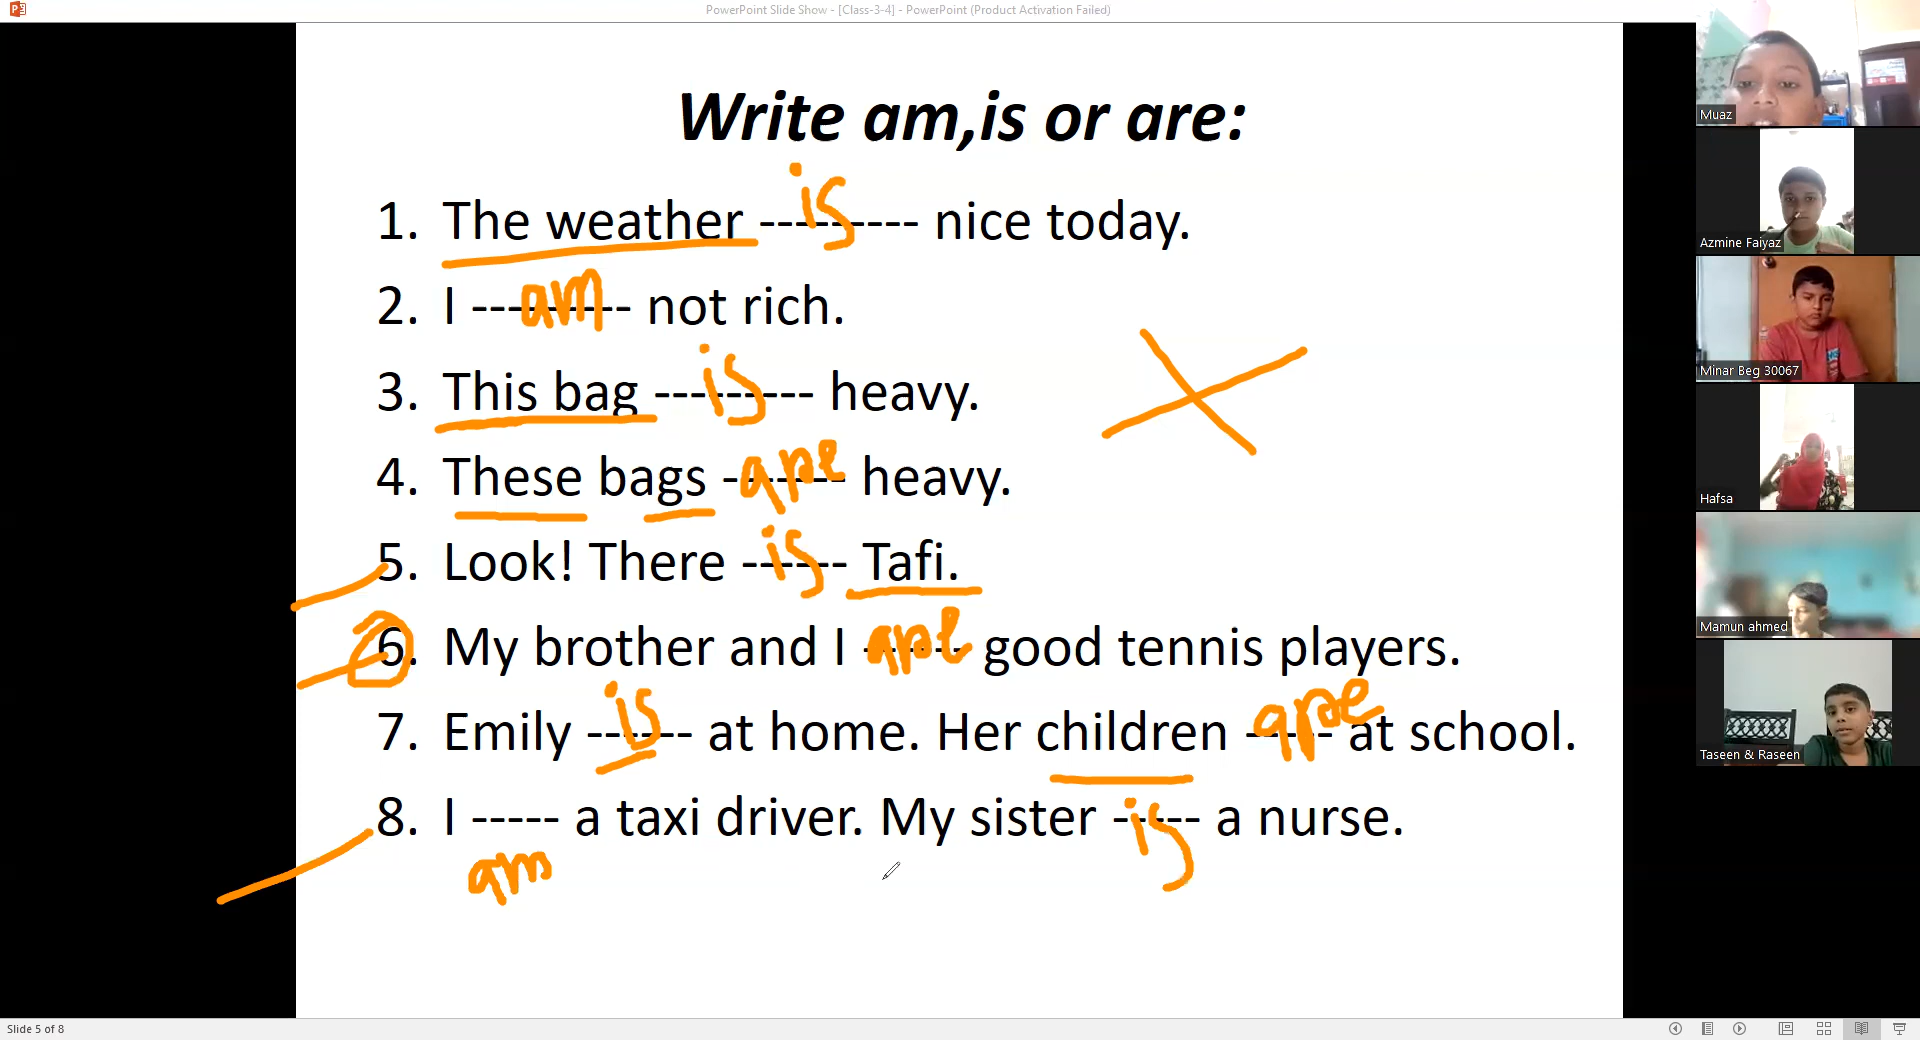 PowerPoint Slide Show - [Class-3-4] - PowerPoint (Product Activation Failed)
Write am,is or are:
1. The weather ---is--- nice today.
2. I ---am--- not rich.
3. This bag ---is--- heavy.
4. These bags -are- heavy.
5. Look! There --is-- Tafi.
6. My brother and I -are- good tennis players.
7. Emily --is-- at home. Her children -are- at school.
8. I ----- a taxi driver. My sister -is- a nurse.
am
Muaz
Azmine Faiyaz
Minar Beg 30067
Hafsa
Mamun ahmed
Taseen & Raseen
Slide 5 of 8